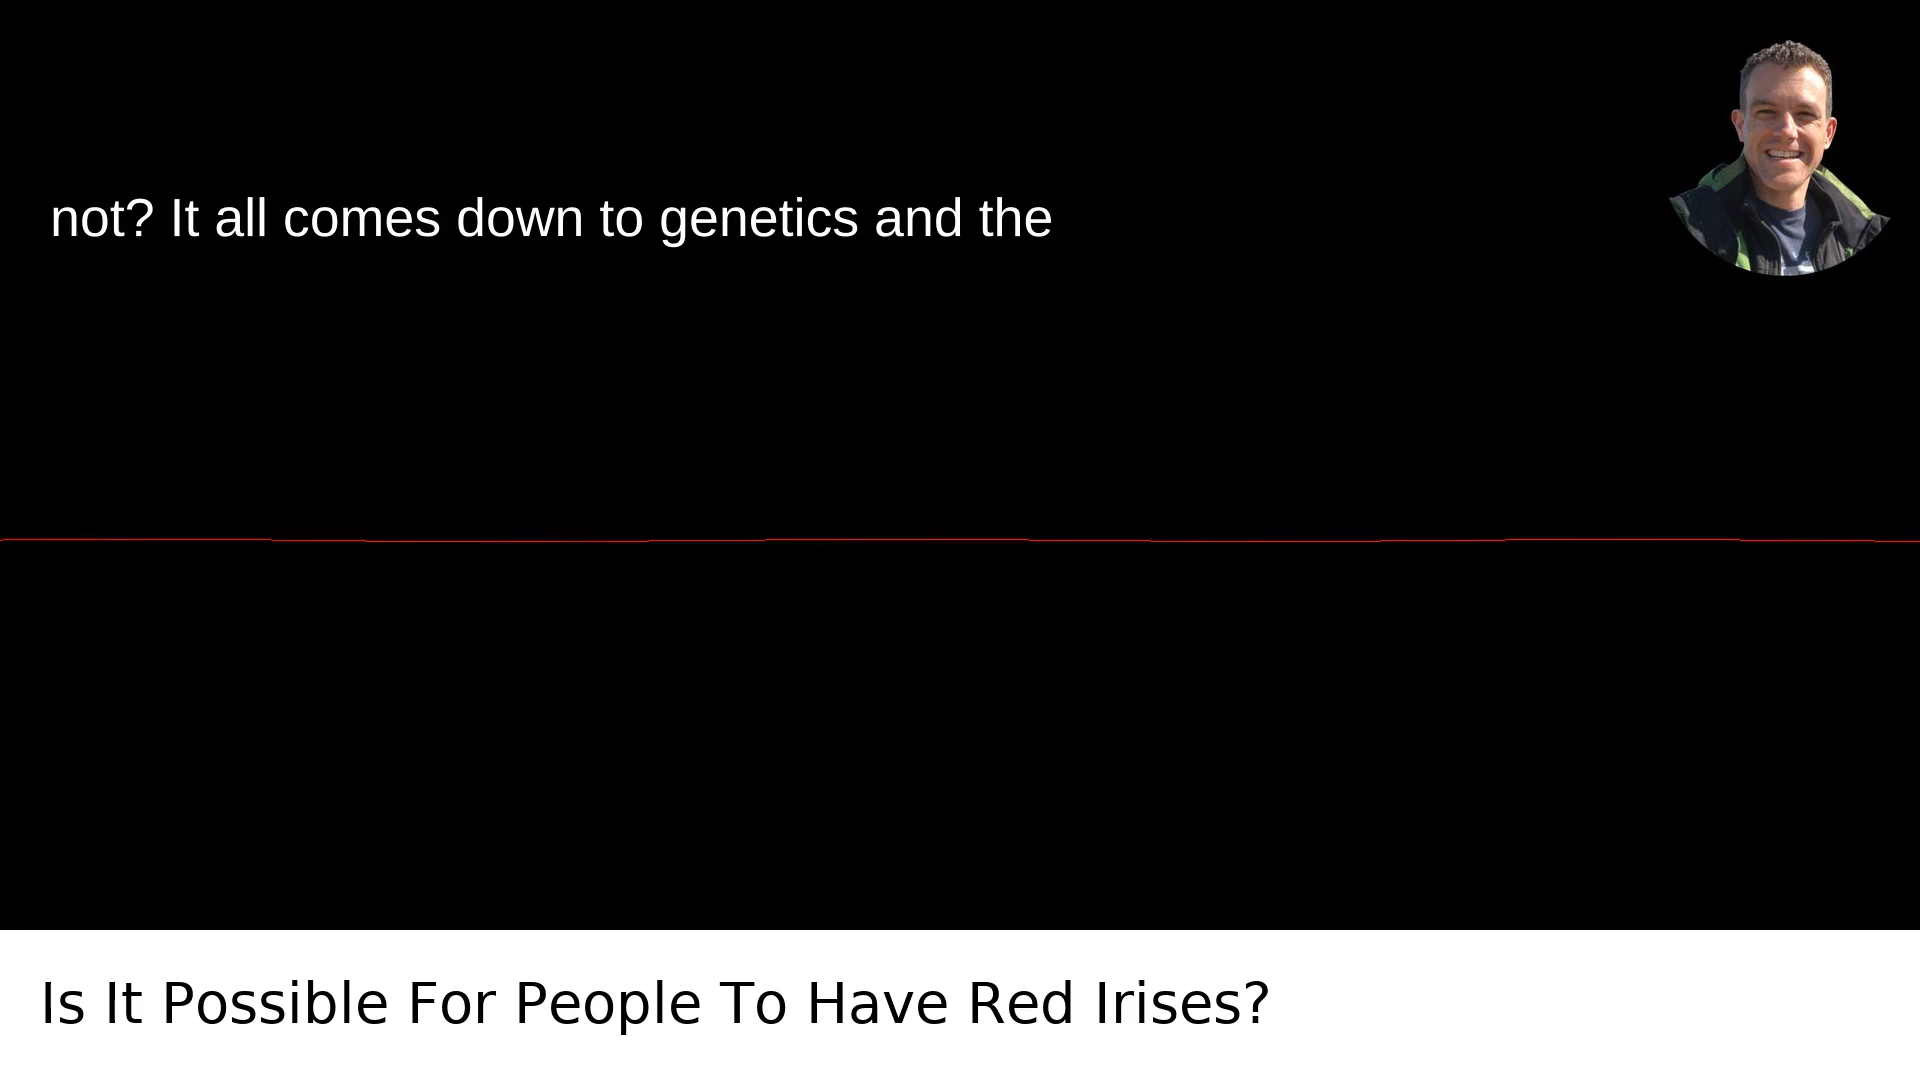 not? It all comes down to genetics and the
Is It Possible For People To Have Red Irises?